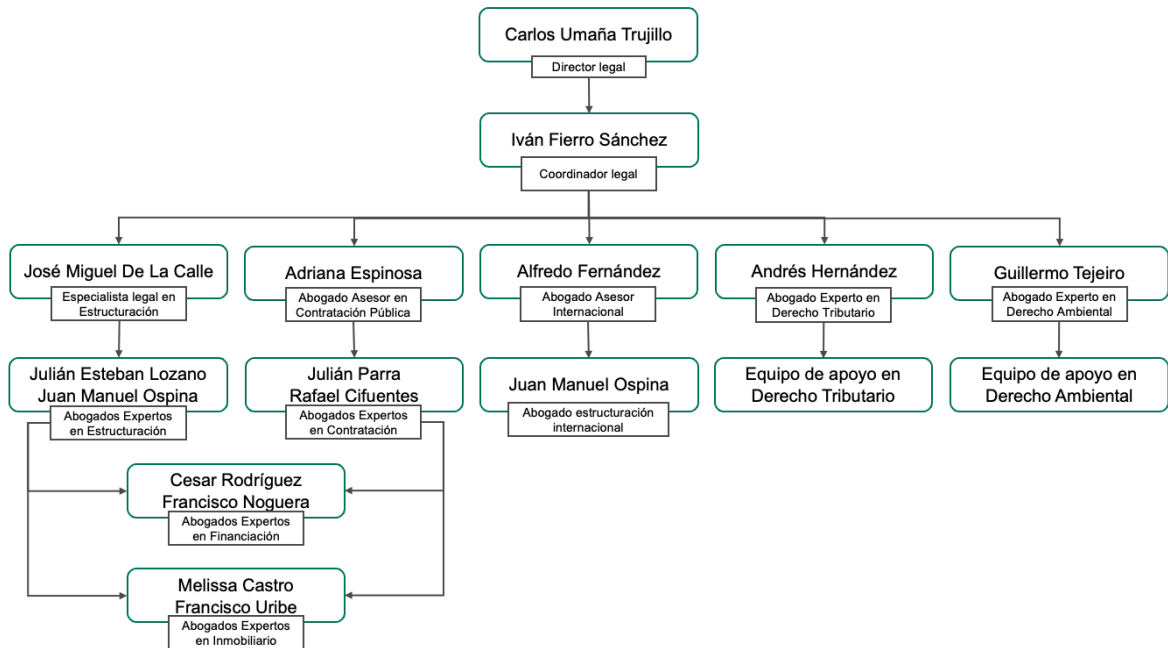 Carlos Umaña Trujillo
Director legal
Iván Fierro Sánchez
Coordinador legal
José Miguel De La Calle
Especialista legal en
Estructuración
Adriana Espinosa
Abogado Asesor en
Contratación Pública
Alfredo Fernández
Abogado Asesor
Internacional
Andrés Hernández
Abogado Experto en
Derecho Tributario
Guillermo Tejeiro
Abogado Experto en
Derecho Ambiental
Julián Esteban Lozano
Juan Manuel Ospina
Abogados Expertos
en Estructuración
Julián Parra
Rafael Cifuentes
Abogados Expertos
en Contratación
Juan Manuel Ospina
Abogado estructuración
internacional
Equipo de apoyo en
Derecho Tributario
Equipo de apoyo en
Derecho Ambiental
Cesar Rodríguez
Francisco Noguera
Abogados Expertos
en Financiación
Melissa Castro
Francisco Uribe
Abogados Expertos
en Inmobiliario